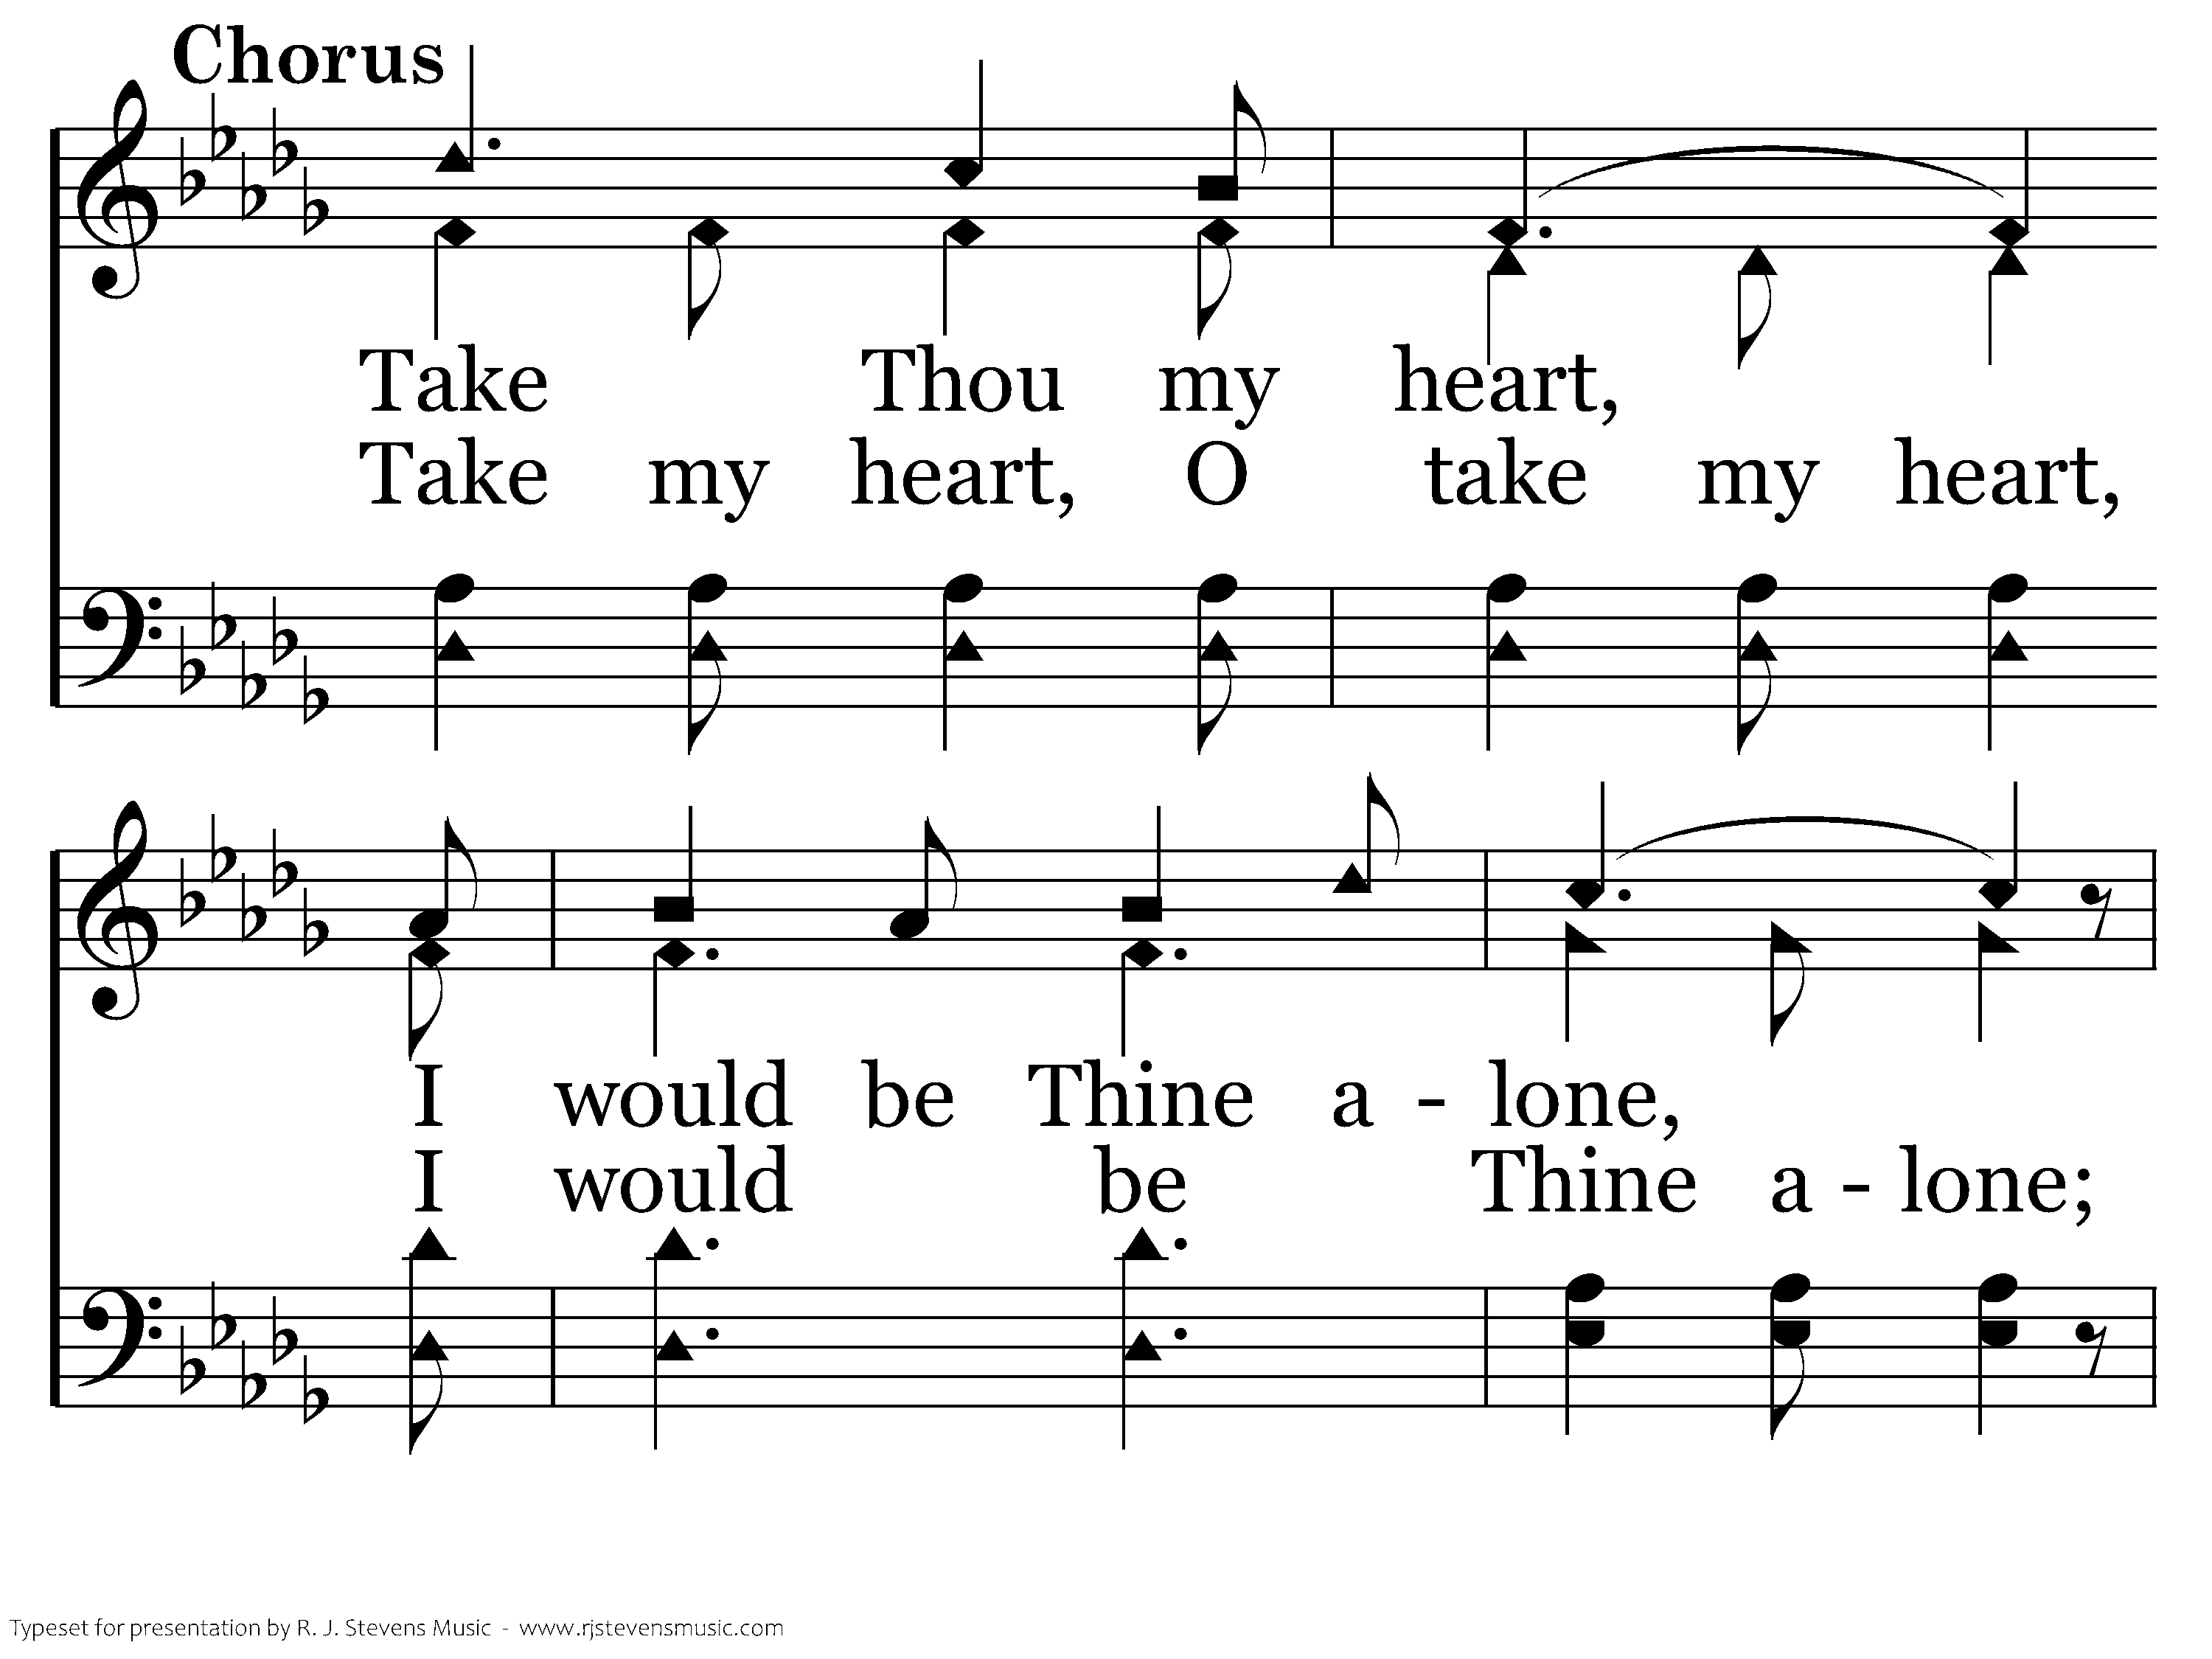 Chorus
Take Thou my heart,
Take my heart, O take my heart,
I would be Thine a - lone,
I would be Thine a - lone;
Typeset for presentation by R. J. Stevens Music - www.rjstevensmusic.com